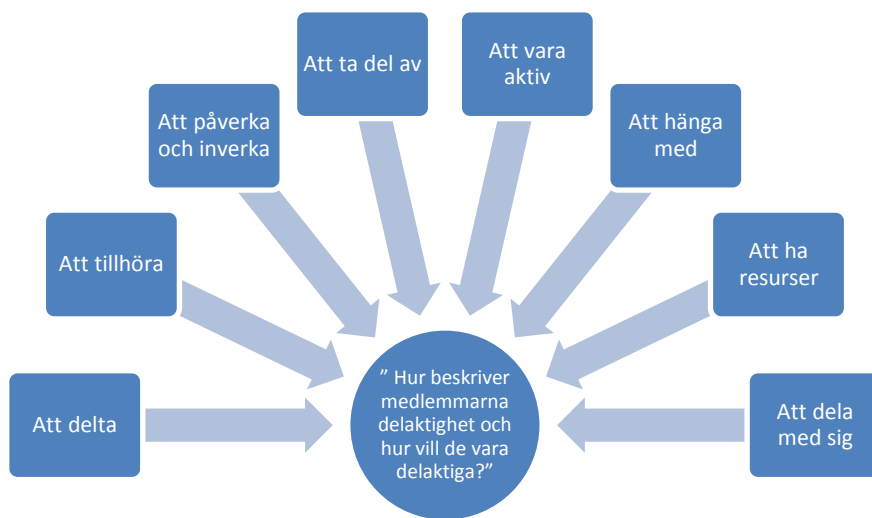 Att delta
Att tillhöra
Att påverka
och inverka
Att ta del av
Att vara
aktiv
Att hänga
med
Att ha
resurser
Att dela
med sig
” Hur beskriver
medlemmarna
delaktighet och
hur vill de vara
delaktiga?”